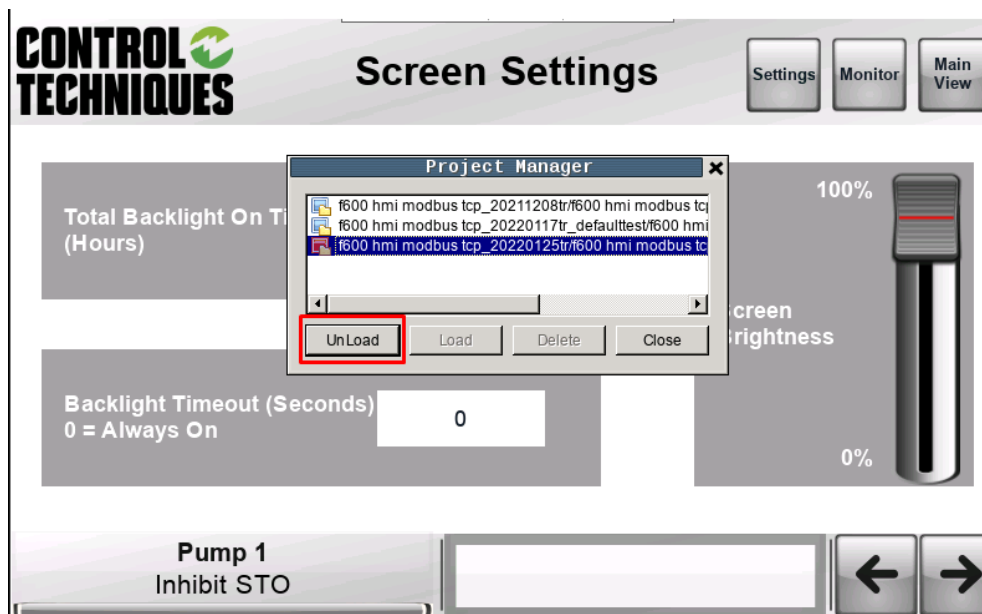 CONTROL
TECHNIQUES
Screen Settings
Settings
Monitor
Main
View
Project Manager
f600 hmi modbus tcp_20211208tr/f600 hmi modbus tcp
f600 hmi modbus tcp_20220117tr_defaulttest/f600 hmi
f600 hmi modbus tcp_20220125tr/f600 hmi modbus tc
UnLoad
Load
Delete
Close
Total Backlight On Ti
(Hours)
100%
creen
rightness
Backlight Timeout (Seconds)
0 = Always On
0
0%
Pump 1
Inhibit STO